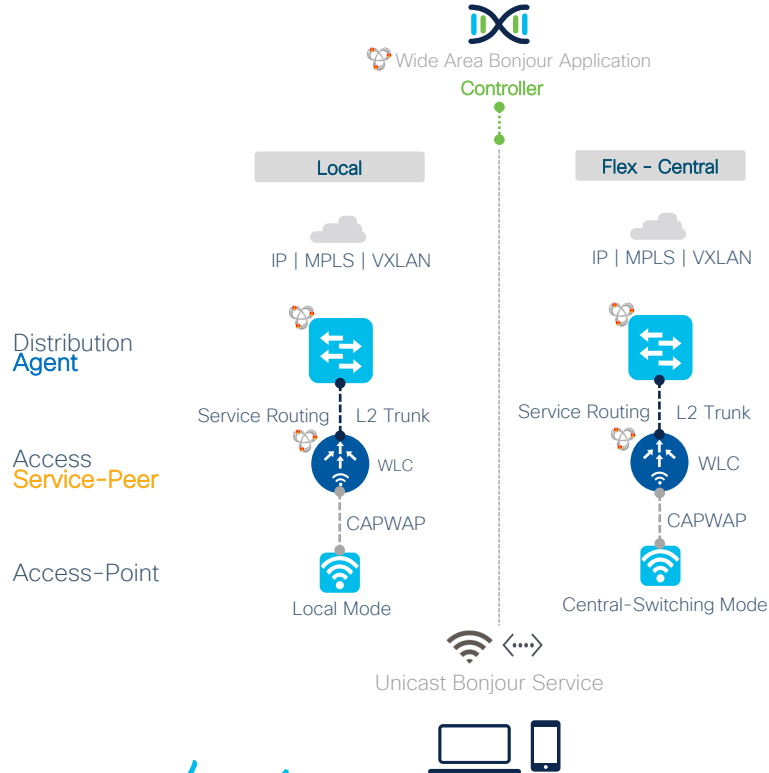 Wide Area Bonjour Application
Controller
Local
Flex - Central
IP | MPLS | VXLAN
IP | MPLS | VXLAN
Distribution
Agent
Service Routing
L2 Trunk
Service Routing
L2 Trunk
Access
Service-Peer
WLC
WLC
CAPWAP
CAPWAP
Access-Point
Local Mode
Central-Switching Mode
Unicast Bonjour Service